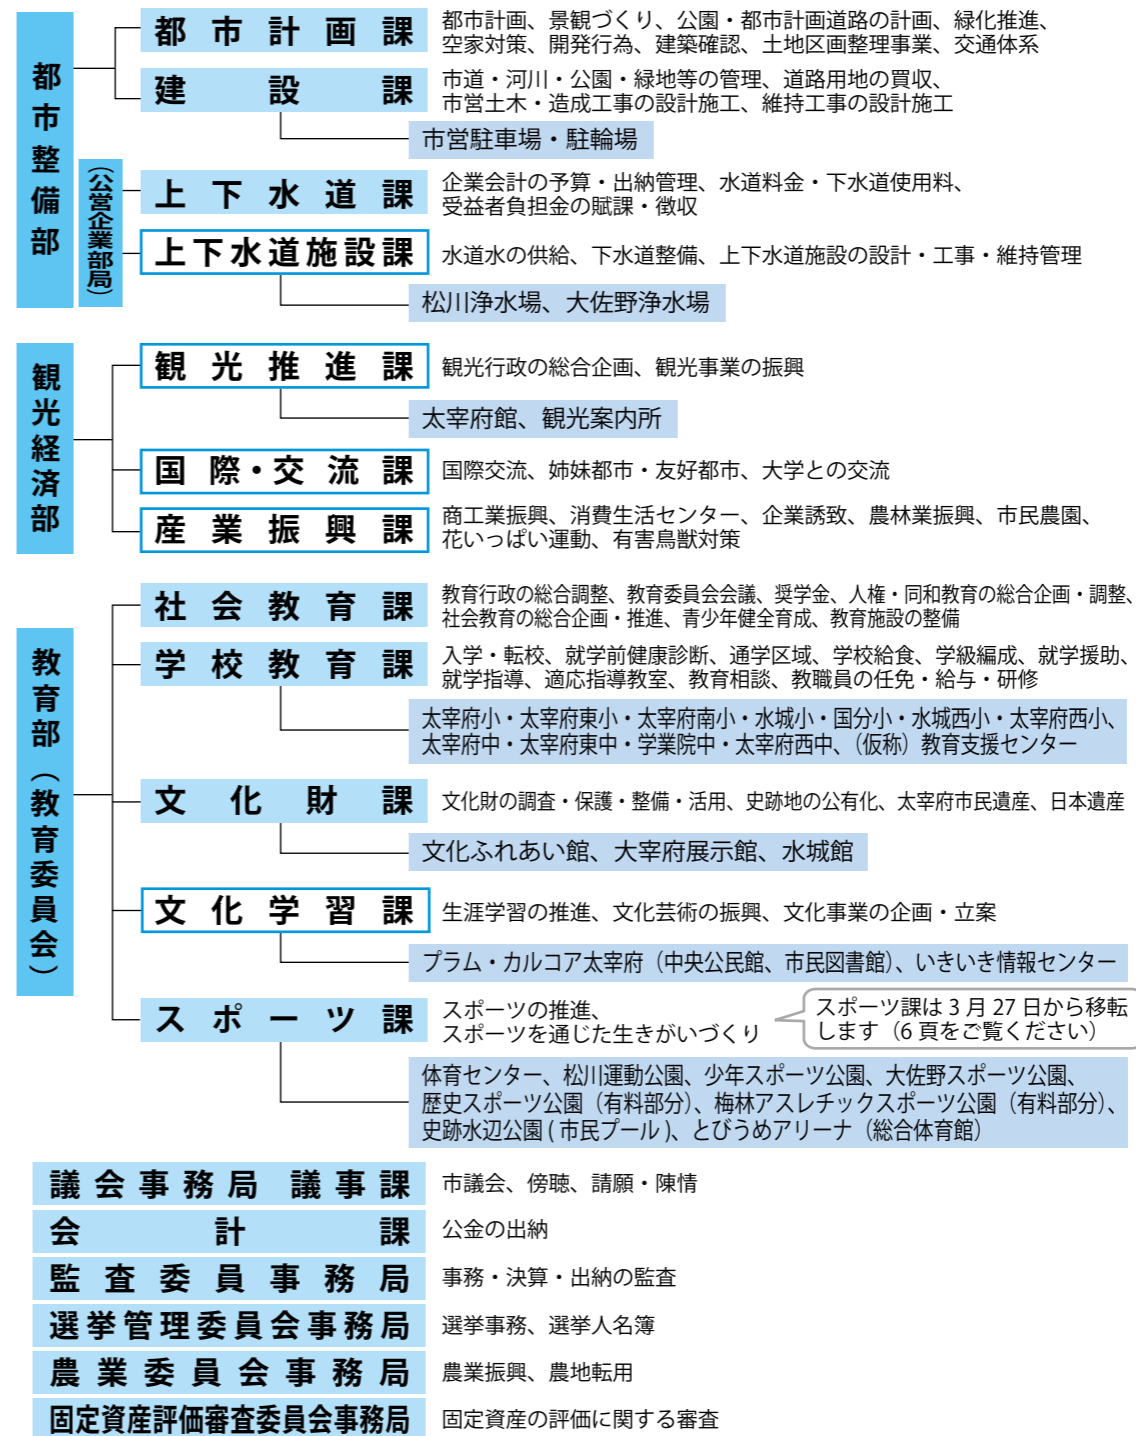 都市整備部
都市計画課
都市計画、景観づくり、公園・都市計画道路の計画、緑化推進、
空家対策、開発行為、建築確認、土地区画整理事業、交通体系
建設課
市道・河川・公園・緑地等の管理、道路用地の買収、
市営土木・造成工事の設計施工、維持工事の設計施工
市営駐車場・駐輪場
（公営企業部局）
上下水道課
企業会計の予算・出納管理、水道料金・下水道使用料、
受益者負担金の賦課・徴収
上下水道施設課
水道水の供給、下水道整備、上下水道施設の設計・工事・維持管理
松川浄水場、大佐野浄水場
観光経済部
観光推進課
観光行政の総合企画、観光事業の振興
太宰府館、観光案内所
国際・交流課
国際交流、姉妹都市・友好都市、大学との交流
産業振興課
商工業振興、消費生活センター、企業誘致、農林業振興、市民農園、
花いっぱい運動、有害鳥獣対策
教育部（教育委員会）
社会教育課
教育行政の総合調整、教育委員会会議、奨学金、人権・同和教育の総合企画・調整、
社会教育の総合企画・推進、青少年健全育成、教育施設の整備
学校教育課
入学・転校、就学前健康診断、通学区域、学校給食、学級編成、就学援助、
就学指導、適応指導教室、教育相談、教職員の任免・給与・研修
太宰府小・太宰府東小・太宰府南小・水城小・国分小・水城西小・太宰府西小、
太宰府中・太宰府東中・学業院中・太宰府西中、（仮称）教育支援センター
文化財課
文化財の調査・保護・整備・活用、史跡地の公有化、太宰府市民遺産、日本遺産
文化ふれあい館、大宰府展示館、水城館
文化学習課
生涯学習の推進、文化芸術の振興、文化事業の企画・立案
プラム・カルコア太宰府（中央公民館、市民図書館）、いきいき情報センター
スポーツ課
スポーツの推進、
スポーツを通じた生きがいづくり
スポーツ課は 3 月 27 日から移転
します（6 頁をご覧ください）
体育センター、松川運動公園、少年スポーツ公園、大佐野スポーツ公園、
歴史スポーツ公園（有料部分）、梅林アスレチックスポーツ公園（有料部分）、
史跡水辺公園 ( 市民プール )、とびうめアリーナ（総合体育館）
議会事務局 議事課
市議会、傍聴、請願・陳情
会計課
公金の出納
監査委員事務局
事務・決算・出納の監査
選挙管理委員会事務局
選挙事務、選挙人名簿
農業委員会事務局
農業振興、農地転用
固定資産評価審査委員会事務局
固定資産の評価に関する審査